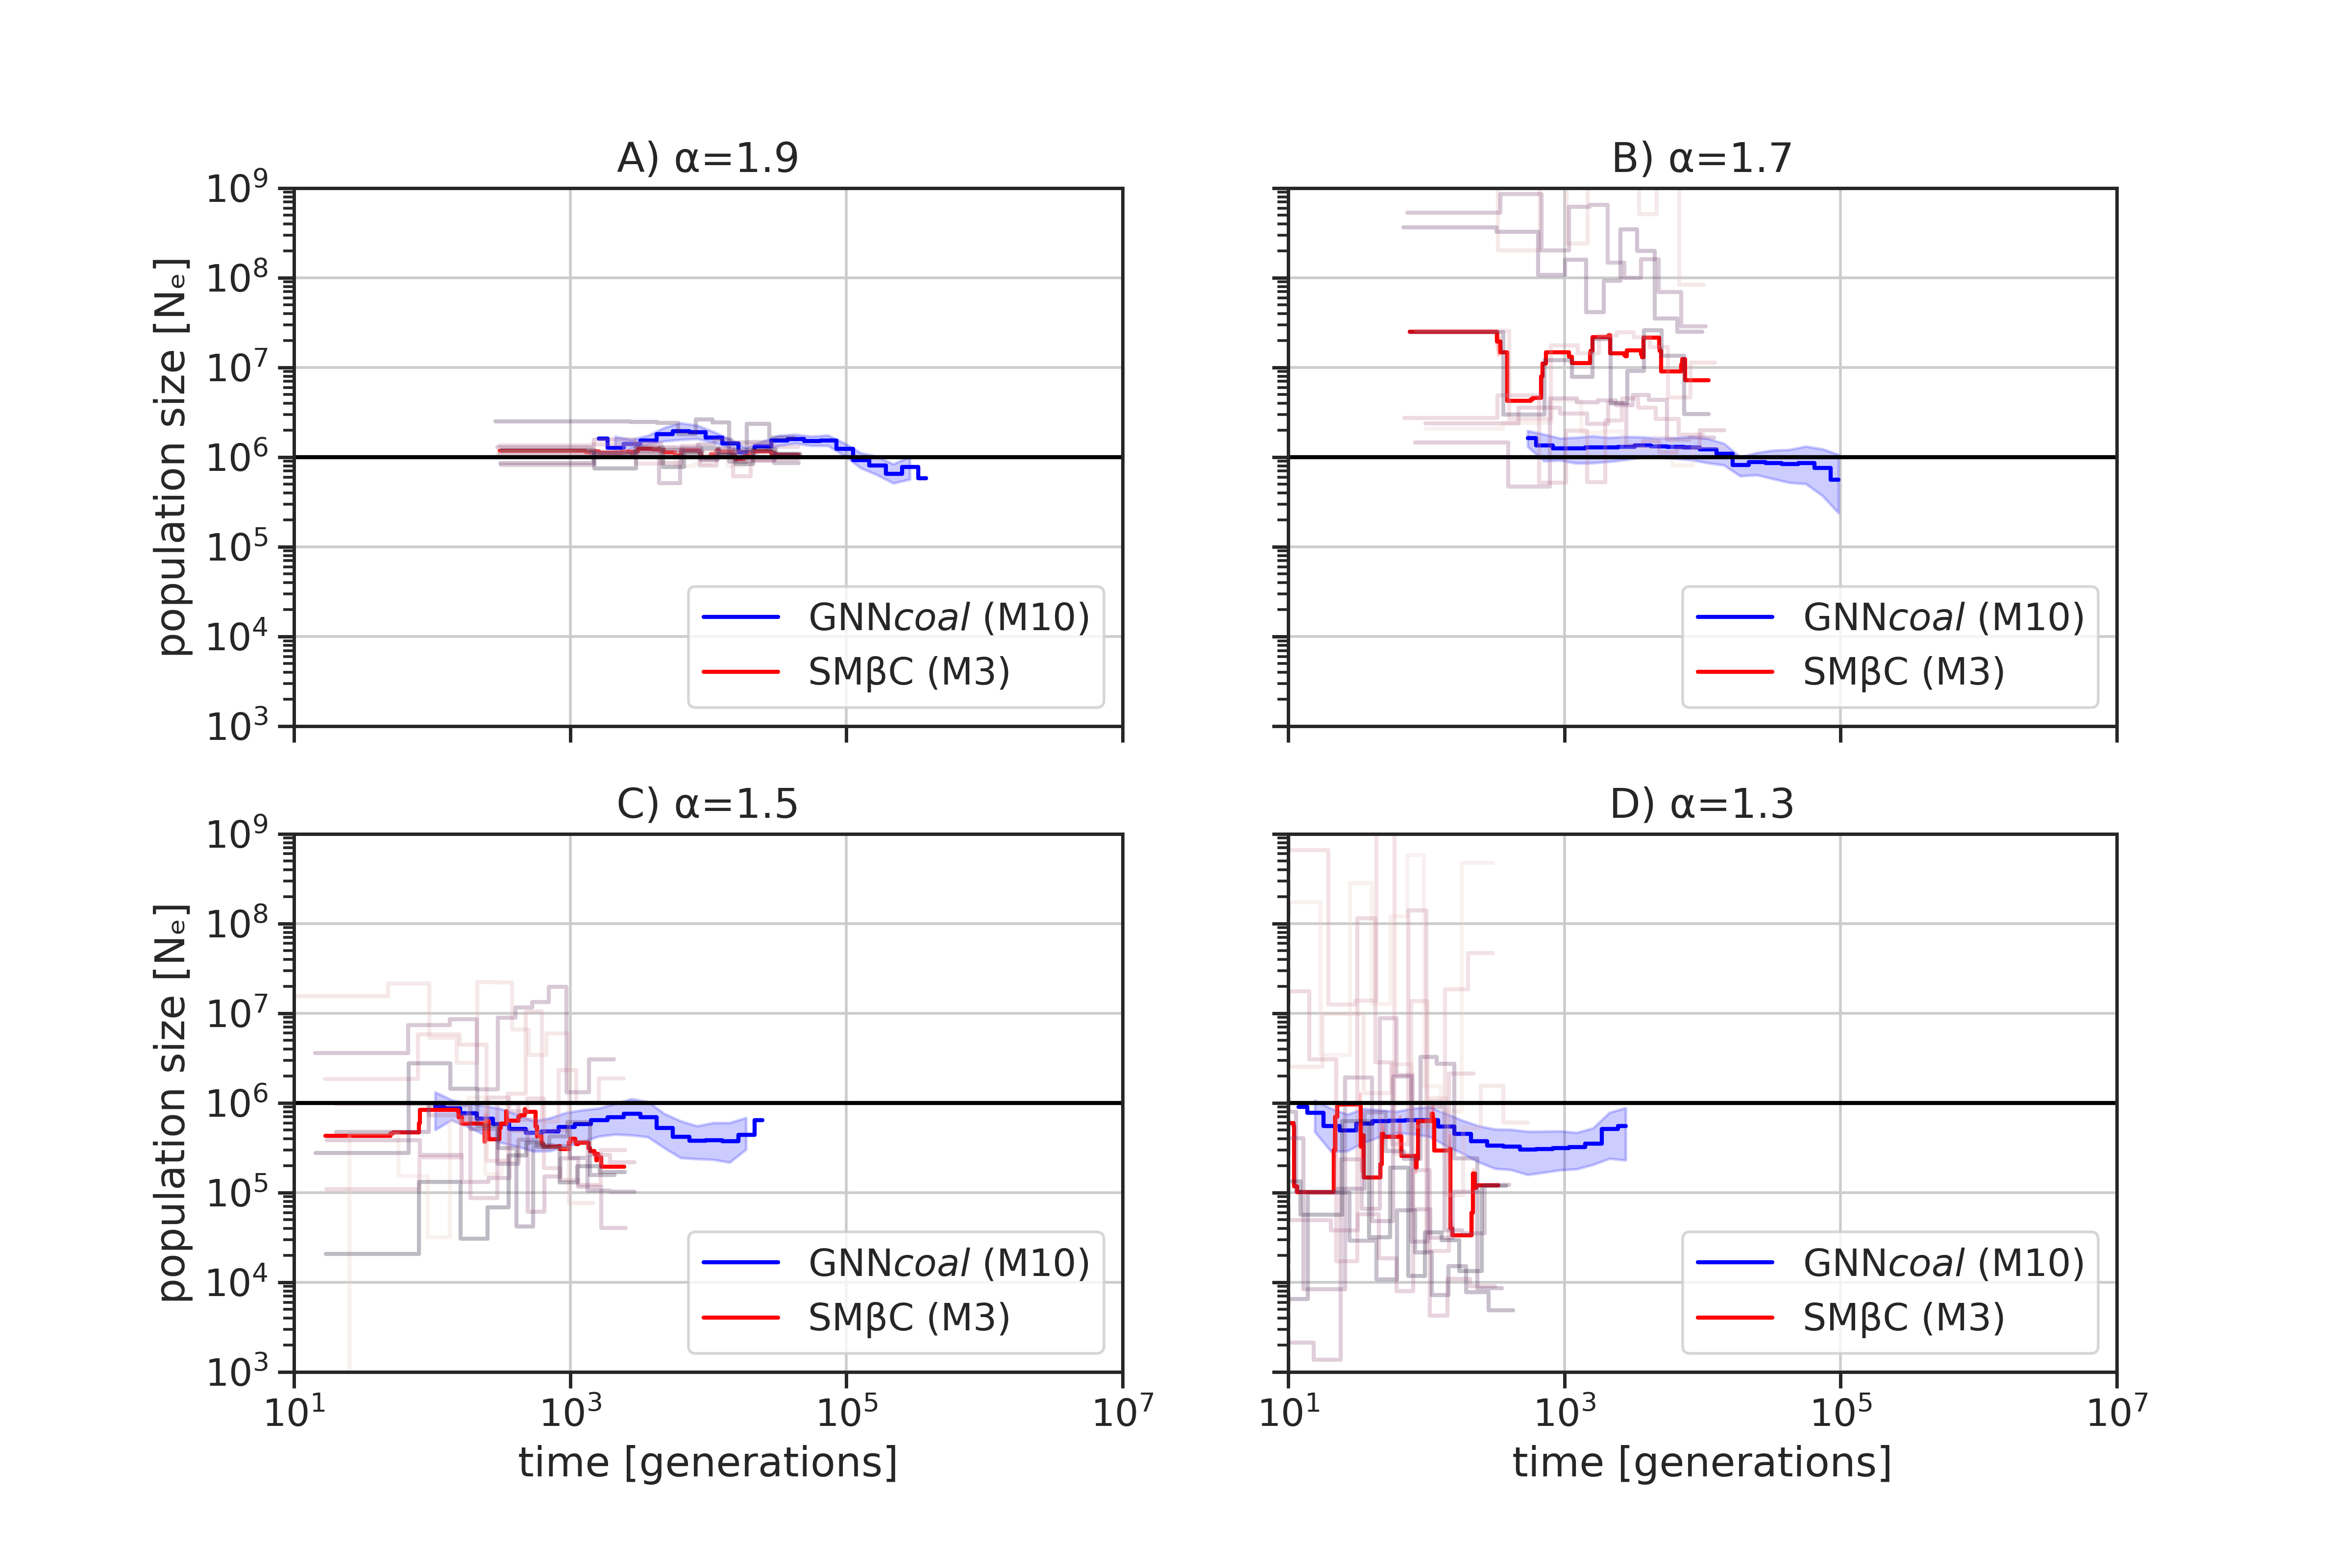 A) α=1.9
B) α=1.7
10⁹
10⁸
10⁷
10⁶
10⁵
10⁴
10³
population size [Nₑ]
GNNcoal (M10)
SMβC (M3)
GNNcoal (M10)
SMβC (M3)
C) α=1.5
D) α=1.3
10⁹
10⁸
10⁷
10⁶
10⁵
10⁴
10³
population size [Nₑ]
GNNcoal (M10)
SMβC (M3)
GNNcoal (M10)
SMβC (M3)
10¹ 10³ 10⁵ 10⁷
10¹ 10³ 10⁵ 10⁷
time [generations]
time [generations]